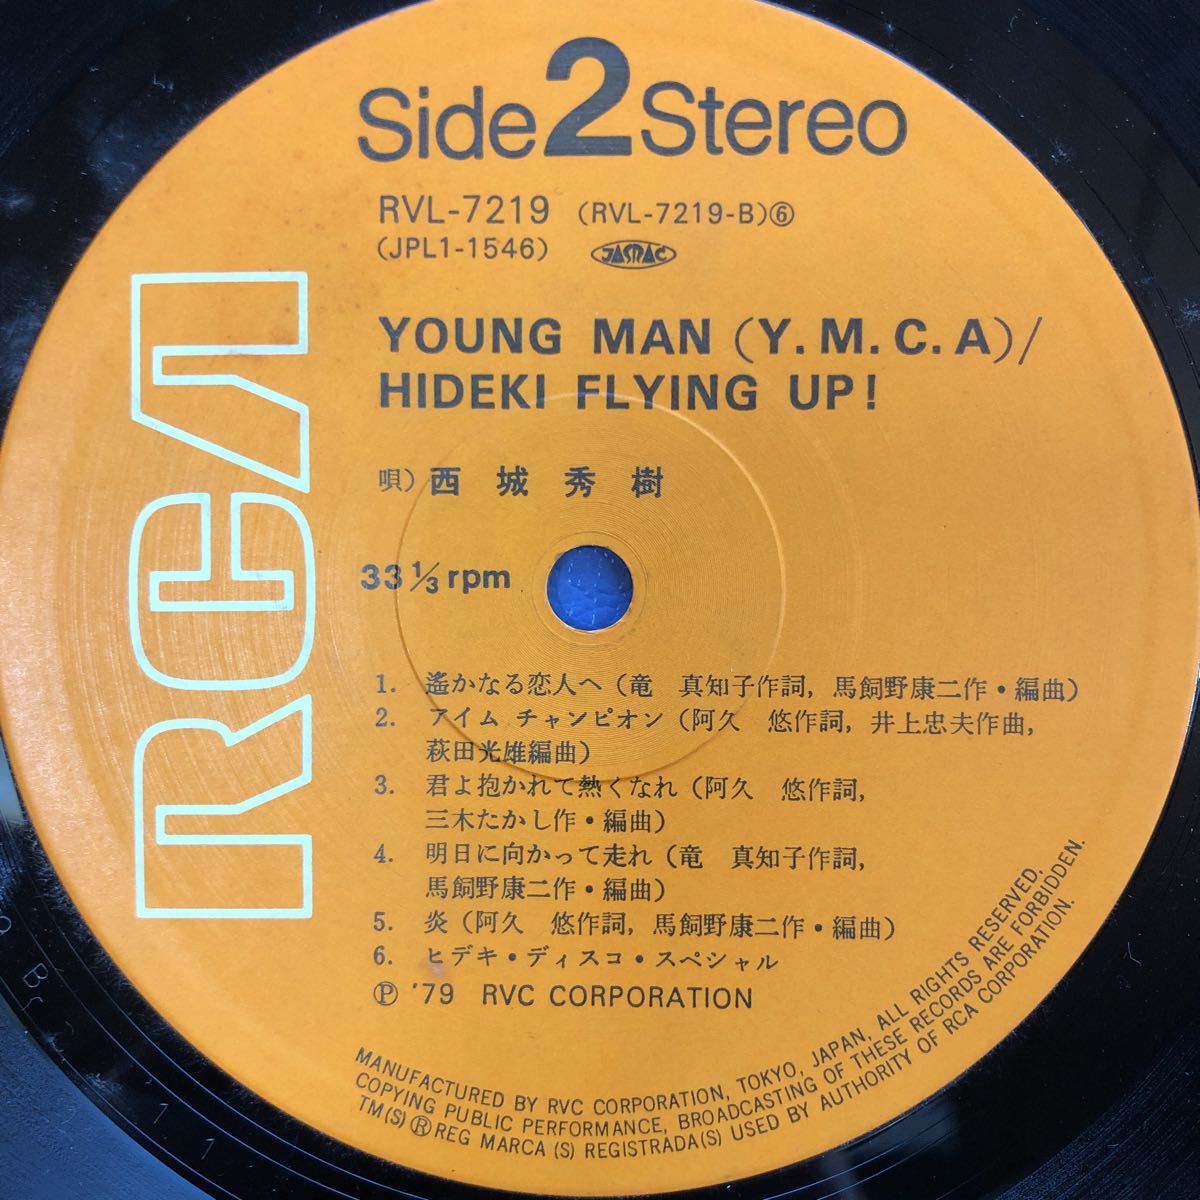 Side 2 Stereo
RVL-7219 (RVL-7219-B)⑥
(JPL1-1546) JASRAC
YOUNG MAN (Y.M.C.A)/
HIDEKI FLYING UP!
唄) 西城秀樹
33 1/3 rpm
RCA
1. 遙かなる恋人へ (竜 真知子作詞, 馬飼野康二作・編曲)
2. アイム チャンピオン (阿久 悠作詞, 井上忠夫作曲,
萩田光雄編曲)
3. 君よ抱かれて熱くなれ (阿久 悠作詞,
三木たかし作・編曲)
4. 明日に向かって走れ (竜 真知子作詞,
馬飼野康二作・編曲)
5. 炎 (阿久 悠作詞, 馬飼野康二作・編曲)
6. ヒデキ・ディスコ・スペシャル
Ⓟ '79 RVC CORPORATION
MANUFACTURED BY RVC CORPORATION, TOKYO, JAPAN, ALL RIGHTS RESERVED.
COPYING PUBLIC PERFORMANCE, BROADCASTING OF THESE RECORDS ARE FORBIDDEN.
TM(S) ® REG MARCA (S) REGISTRADA(S) USED BY AUTHORITY OF RCA CORPORATION.